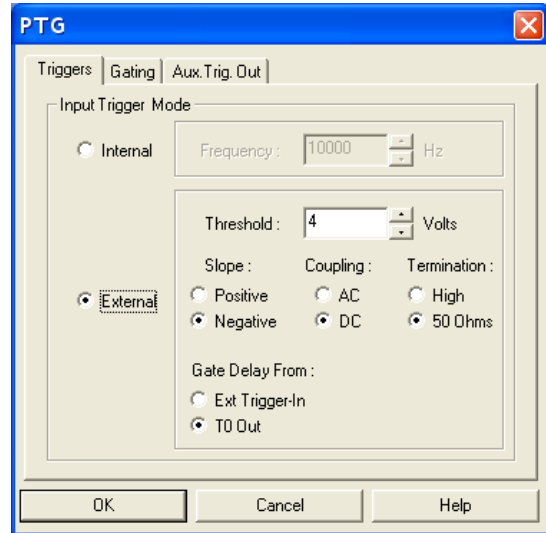 PTG
Triggers Gating Aux.Trig. Out
Input Trigger Mode
Internal Frequency : 10000 Hz
Threshold : 4 Volts
Slope : Coupling : Termination :
Positive AC High
External Negative DC 50 Ohms
Gate Delay From :
Ext Trigger-In
T0 Out
OK Cancel Help